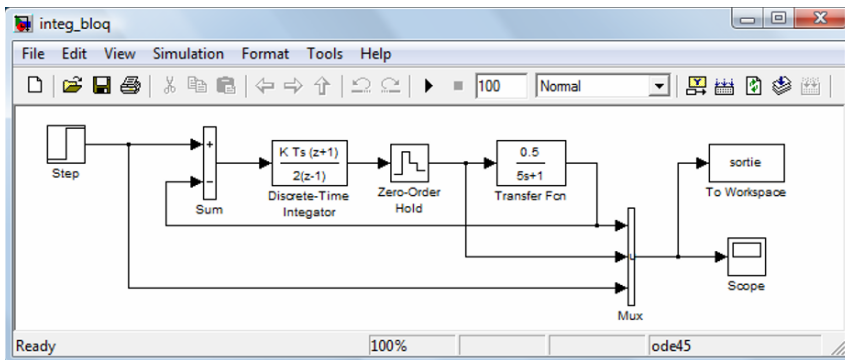 integ_bloq
File Edit View Simulation Format Tools Help
100 Normal
Step
+
−
Sum
K Ts (z+1)
2(z-1)
Discrete-Time
Integator
Zero-Order
Hold
0.5
5s+1
Transfer Fcn
sortie
To Workspace
Scope
Mux
Ready 100% ode45